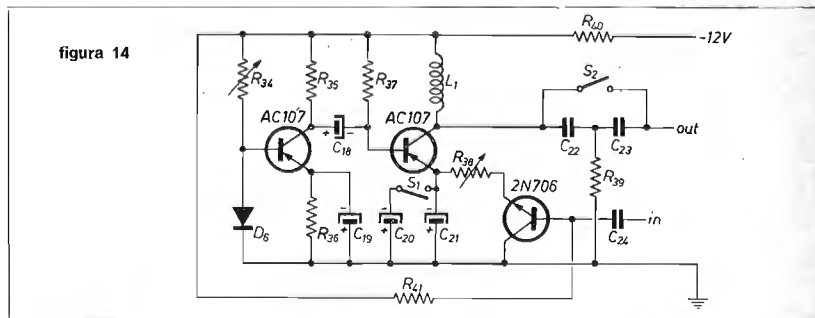 figura 14
R40
-12V
R34
R35
R37
L1
S2
AC107
AC107
+ C18 -
C22
C23
out
R38
S1
2N706
R39
D6
R36
- + C19
- + C20
- + C21
C24
in
R41